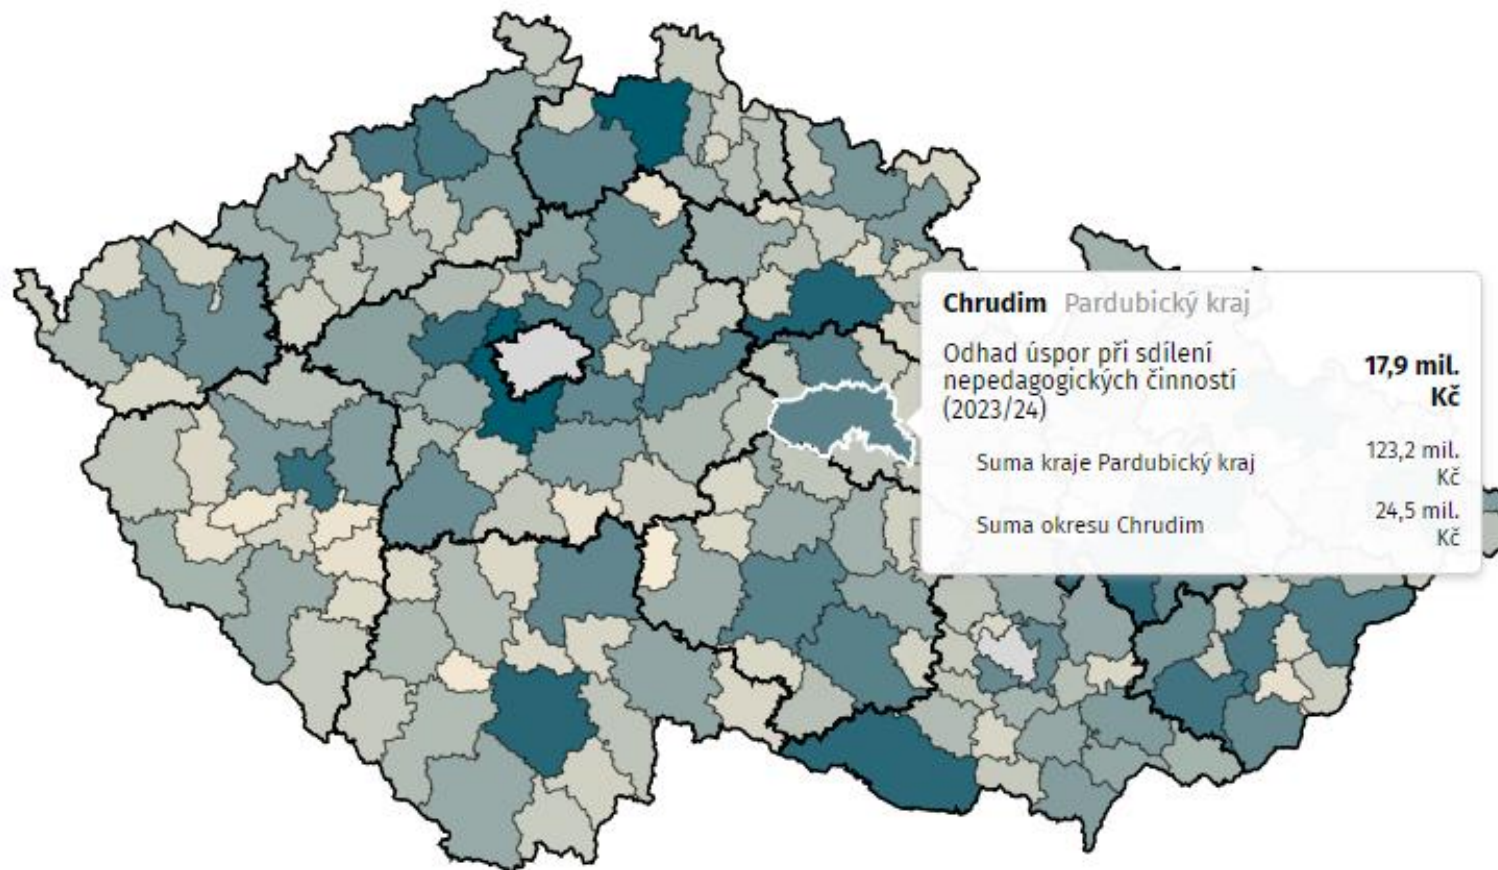 Chrudim Pardubický kraj
Odhad úspor při sdílení
nepedagogických činností
(2023/24)
17,9 mil.
Kč
Suma kraje Pardubický kraj
123,2 mil.
Kč
Suma okresu Chrudim
24,5 mil.
Kč